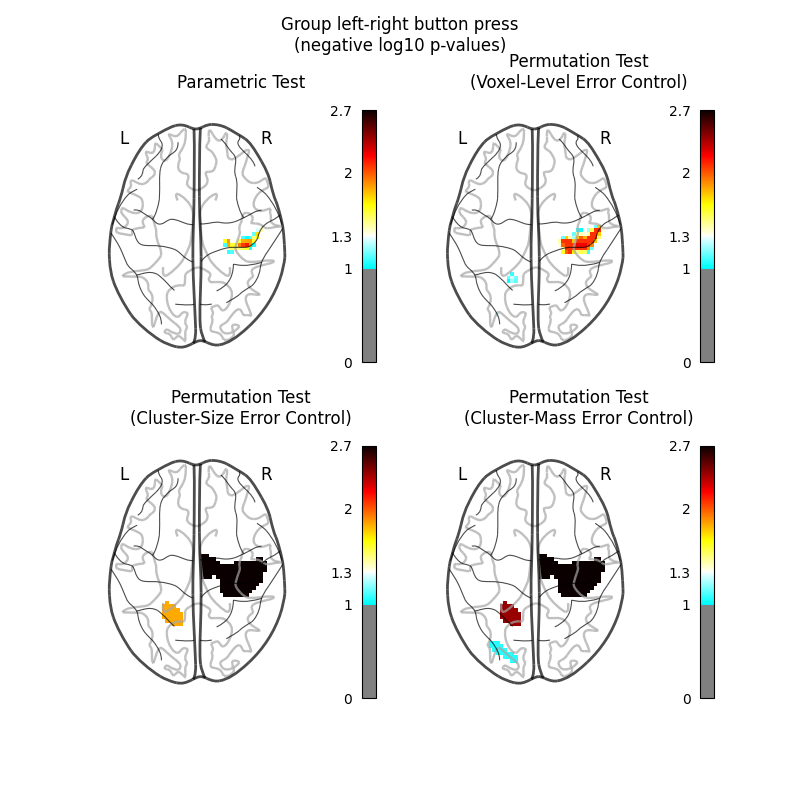 Group left-right button press
(negative log10 p-values)
Parametric Test
Permutation Test
(Voxel-Level Error Control)
L
R
2.7
2
1.3
1
0
L
R
2.7
2
1.3
1
0
Permutation Test
(Cluster-Size Error Control)
Permutation Test
(Cluster-Mass Error Control)
L
R
2.7
2
1.3
1
0
L
R
2.7
2
1.3
1
0